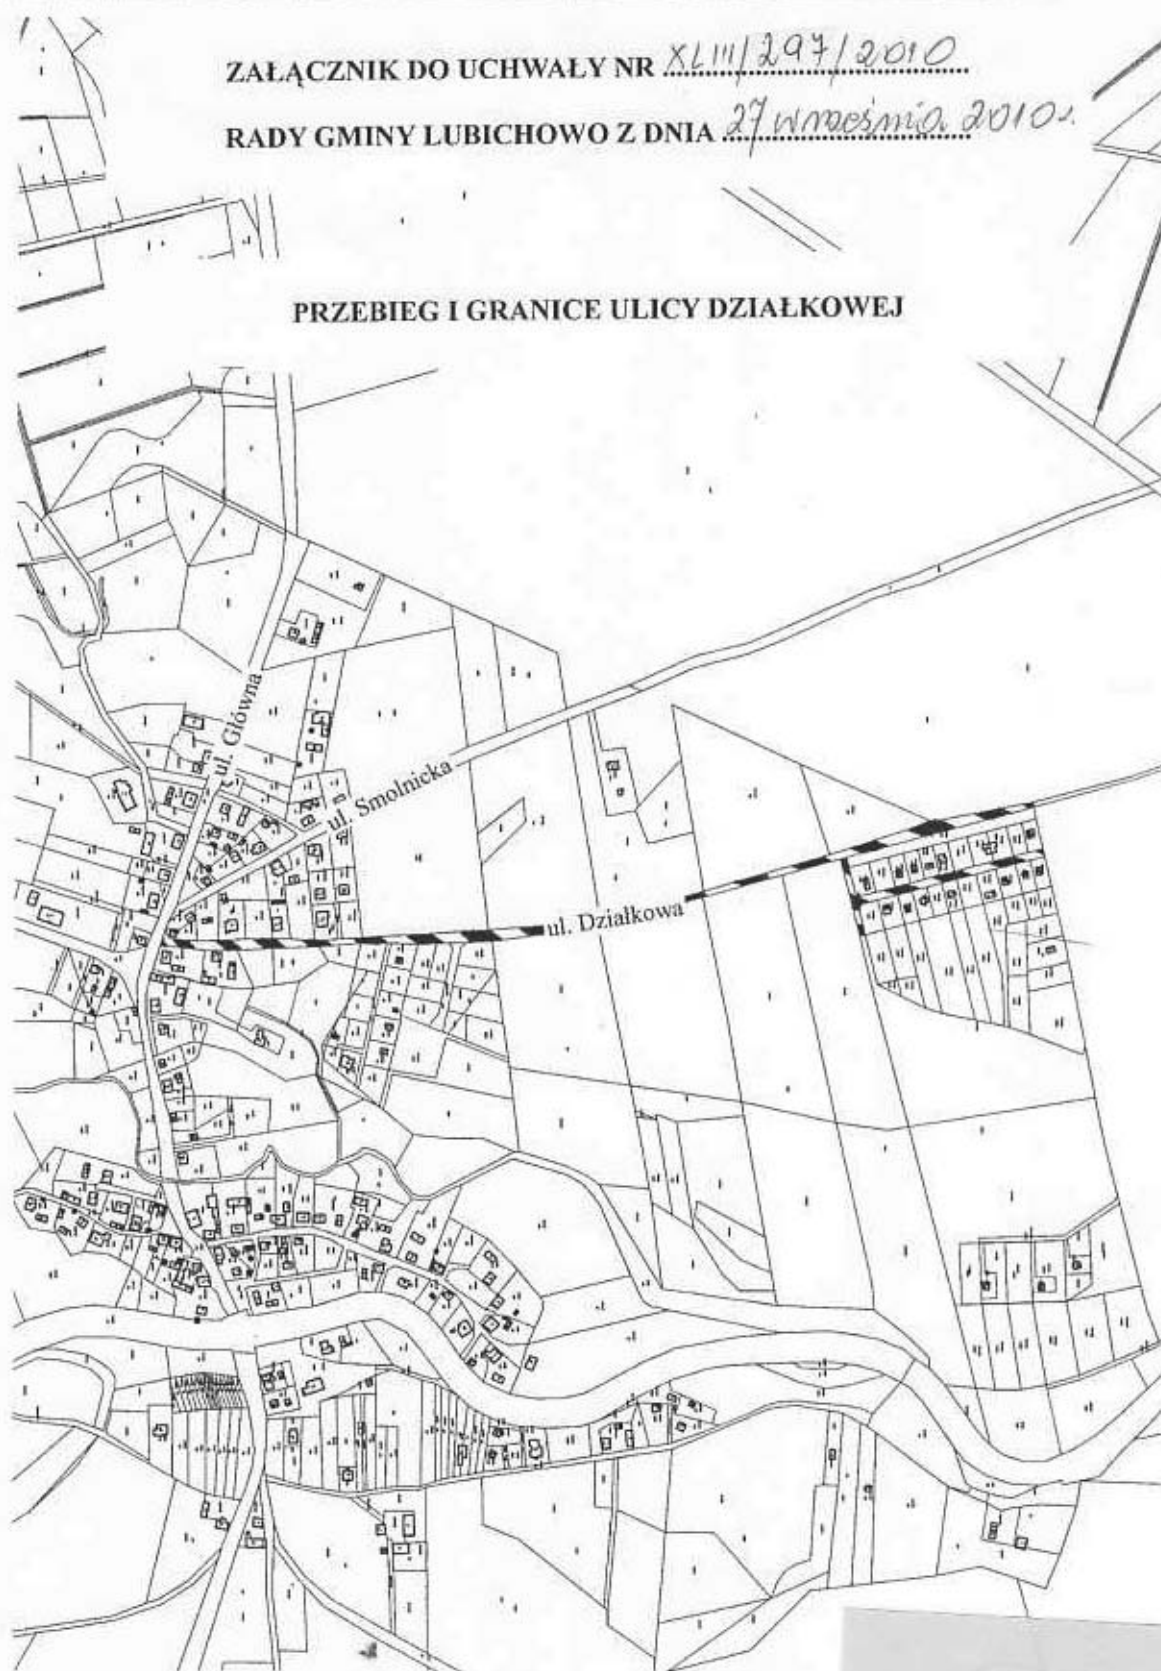 ZAŁĄCZNIK DO UCHWAŁY NR XLIII/297/2010
RADY GMINY LUBICHOWO Z DNIA 27 września 2010 r.
PRZEBIEG I GRANICE ULICY DZIAŁKOWEJ
ul. Główna
ul. Smolnicka
ul. Działkowa